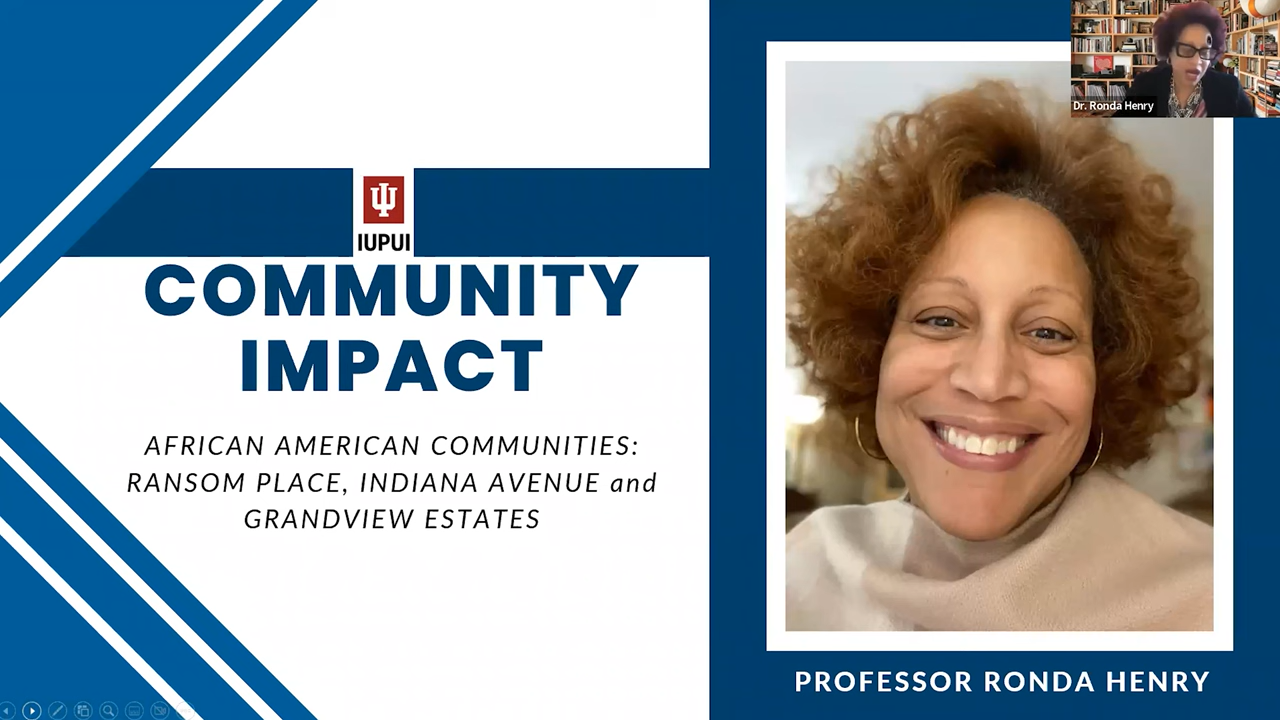 Dr. Ronda Henry
IUPUI
COMMUNITY
IMPACT
AFRICAN AMERICAN COMMUNITIES:
RANSOM PLACE, INDIANA AVENUE and
GRANDVIEW ESTATES
PROFESSOR RONDA HENRY